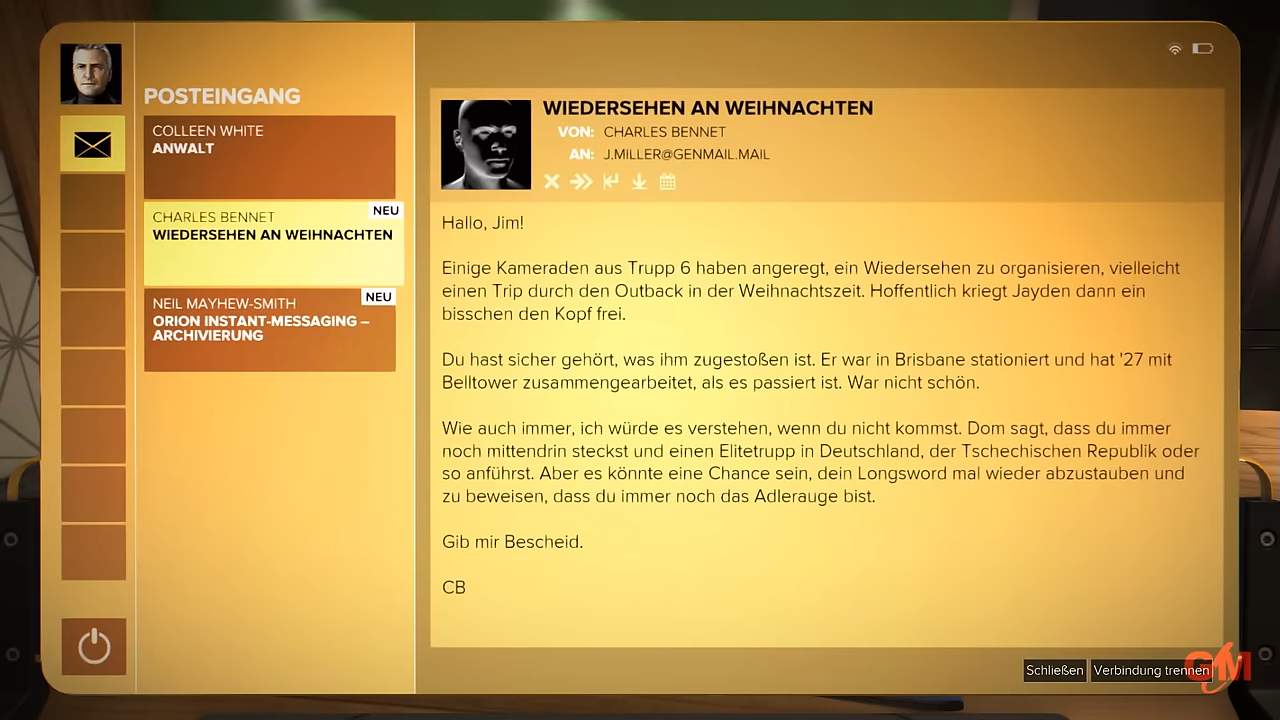 POSTEINGANG
COLLEEN WHITE
ANWALT
CHARLES BENNET
NEU
WIEDERSEHEN AN WEIHNACHTEN
NEIL MAYHEW-SMITH
NEU
ORION INSTANT-MESSAGING –
ARCHIVIERUNG
WIEDERSEHEN AN WEIHNACHTEN
VON: CHARLES BENNET
AN: J.MILLER@GENMAIL.MAIL
Hallo, Jim!
Einige Kameraden aus Trupp 6 haben angeregt, ein Wiedersehen zu organisieren, vielleicht
einen Trip durch den Outback in der Weihnachtszeit. Hoffentlich kriegt Jayden dann ein
bisschen den Kopf frei.
Du hast sicher gehört, was ihm zugestoßen ist. Er war in Brisbane stationiert und hat '27 mit
Belltower zusammengearbeitet, als es passiert ist. War nicht schön.
Wie auch immer, ich würde es verstehen, wenn du nicht kommst. Dom sagt, dass du immer
noch mittendrin steckst und einen Elitetrupp in Deutschland, der Tschechischen Republik oder
so anführst. Aber es könnte eine Chance sein, dein Longsword mal wieder abzustauben und
zu beweisen, dass du immer noch das Adlerauge bist.
Gib mir Bescheid.
CB
Schließen
Verbindung trennen
GM